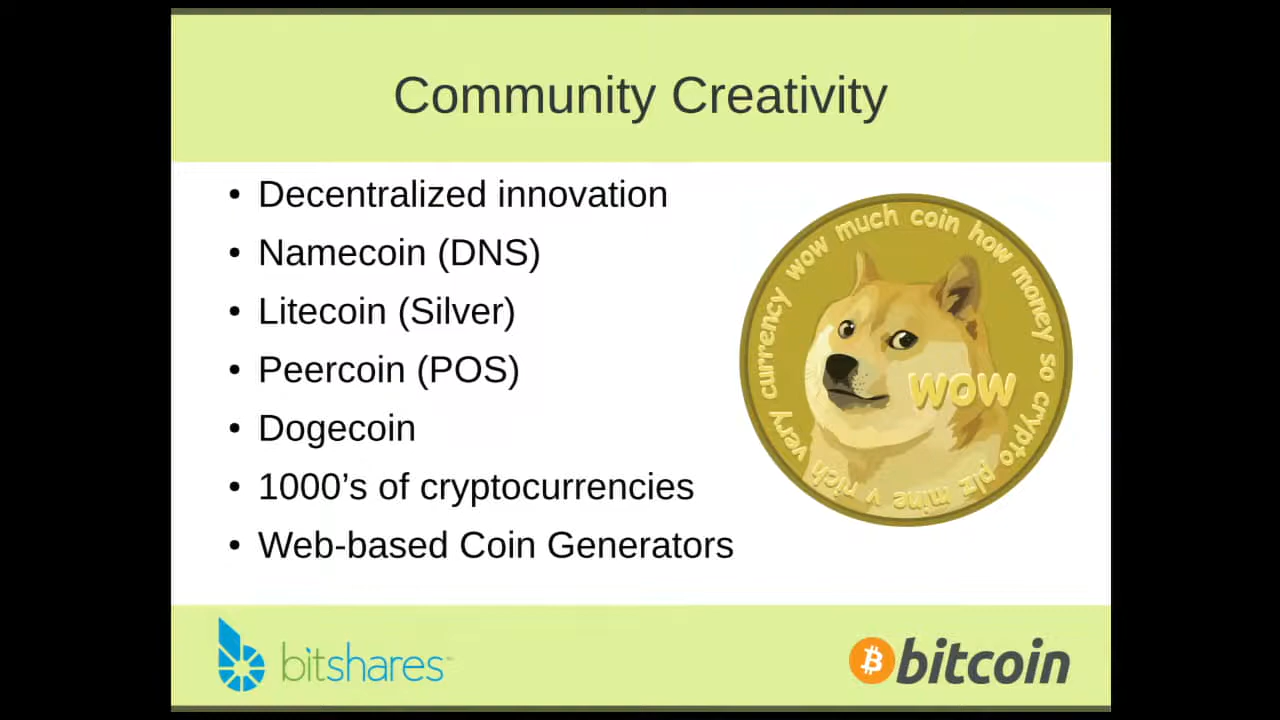 Community Creativity
• Decentralized innovation
• Namecoin (DNS)
• Litecoin (Silver)
• Peercoin (POS)
• Dogecoin
• 1000’s of cryptocurrencies
• Web-based Coin Generators
very currency wow much coin how money so crypto plz mine v rich
wow
bitshares™
bitcoin